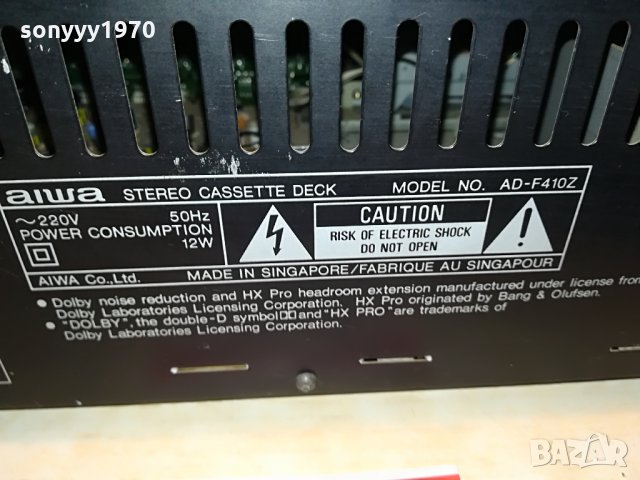 sonyyy1970
aiwa STEREO CASSETTE DECK MODEL NO. AD-F410Z
~220V 50Hz
POWER CONSUMPTION
12W
CAUTION
RISK OF ELECTRIC SHOCK
DO NOT OPEN
AIWA Co.,Ltd. MADE IN SINGAPORE/FABRIQUE AU SINGAPOUR
• Dolby noise reduction and HX Pro headroom extension manufactured under license from
Dolby Laboratories Licensing Corporation. HX Pro originated by Bang & Olufsen.
• "DOLBY", the double-D symbol and "HX PRO" are trademarks of
Dolby Laboratories Licensing Corporation.
BAZAR